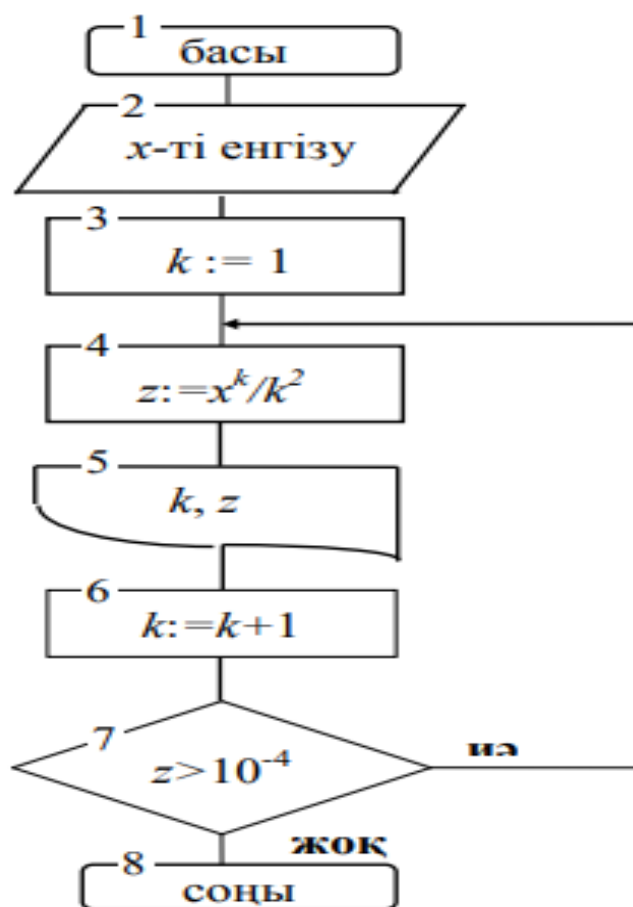 1
басы
2
x-ті енгізу
3
k := 1
4
z:=x^k/k^2
5
k, z
6
k:=k+1
7
z>10^-4
иә
жоқ
8
соңы